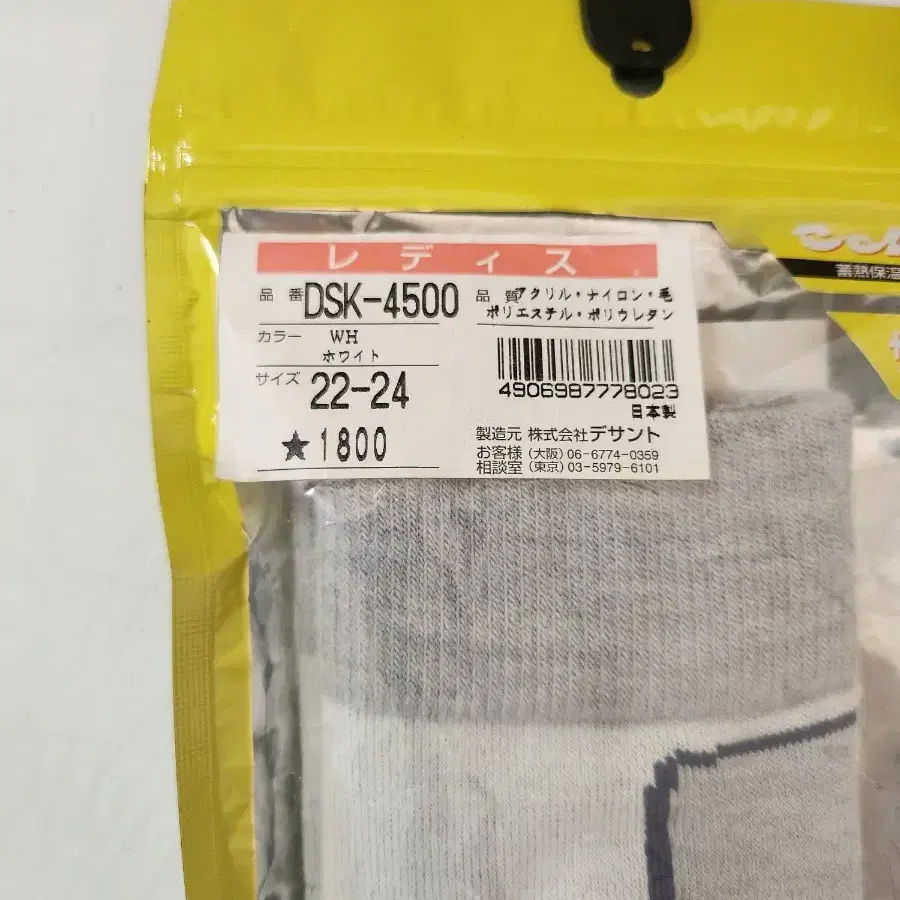 レディス
品番 DSK-4500
カラー WH
ホワイト
サイズ 22-24
★1800
品質 アクリル・ナイロン・毛
ポリエステル・ポリウレタン
4906987778023
日本製
製造元 株式会社デサント
お客様 (大阪) 06-6774-0359
相談室 (東京) 03-5979-6101
蓄熱保温